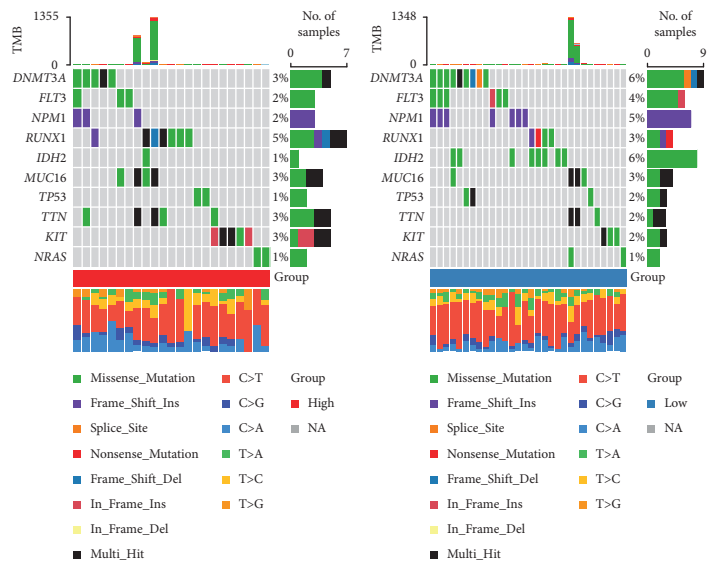 1355
TMB
0
No. of
samples
0 7
DNMT3A 3%
FLT3 2%
NPM1 2%
RUNX1 5%
IDH2 1%
MUC16 3%
TP53 1%
TTN 3%
KIT 3%
NRAS 1%
Group
Missense_Mutation
Frame_Shift_Ins
Splice_Site
Nonsense_Mutation
Frame_Shift_Del
In_Frame_Ins
In_Frame_Del
Multi_Hit
C>T
C>G
C>A
T>A
T>C
T>G
Group
High
NA
1348
TMB
0
No. of
samples
0 9
DNMT3A 6%
FLT3 4%
NPM1 5%
RUNX1 3%
IDH2 6%
MUC16 3%
TP53 2%
TTN 2%
KIT 2%
NRAS 1%
Group
Missense_Mutation
Frame_Shift_Ins
Splice_Site
Nonsense_Mutation
Frame_Shift_Del
In_Frame_Ins
In_Frame_Del
Multi_Hit
C>T
C>G
C>A
T>A
T>C
T>G
Group
Low
NA